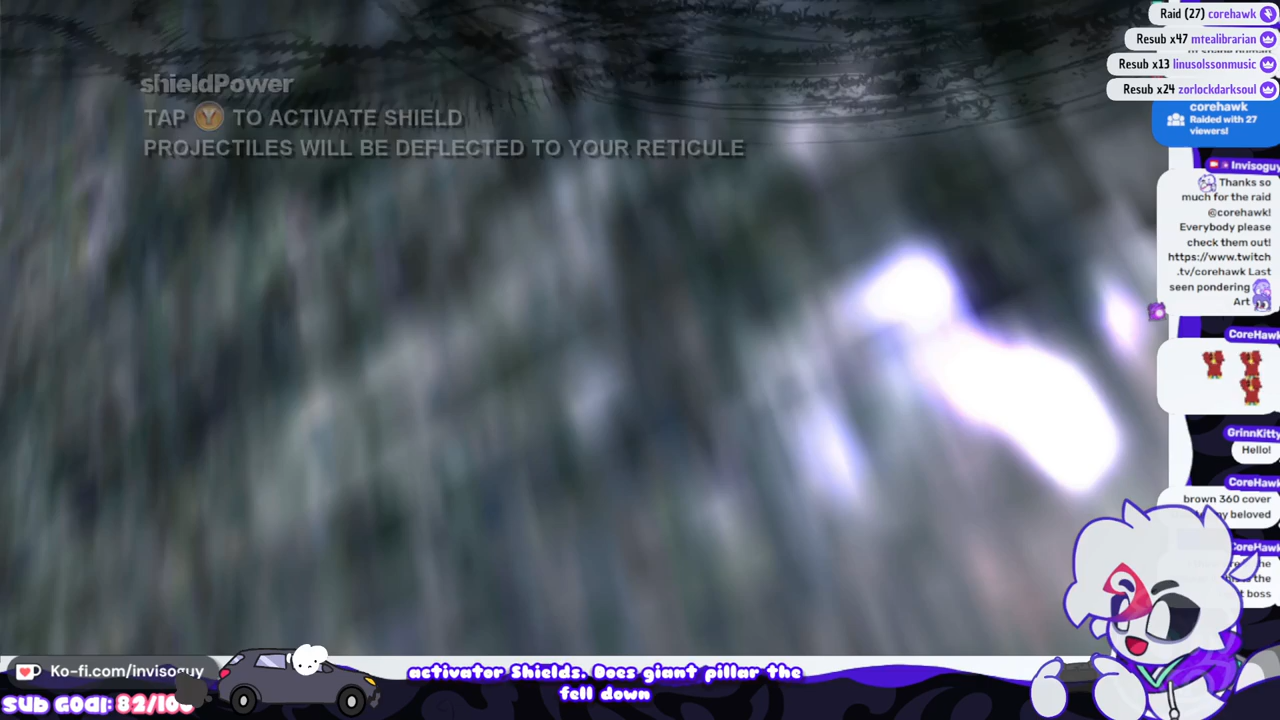 shieldPower
TAP Y TO ACTIVATE SHIELD
PROJECTILES WILL BE DEFLECTED TO YOUR RETICULE
Raid (27) corehawk
Resub x47 mtealibrarian
Resub x13 linusolssonmusic
Resub x24 zorlockdarksoul
corehawk
Raided with 27
viewers!
Invisoguy
Thanks so
much for the raid
@corehawk!
Everybody please
check them out!
https://www.twitch
.tv/corehawk Last
seen pondering
Art
CoreHawk
GrinnKitty
Hello!
CoreHawk
brown 360 cover
my beloved
CoreHawk
the
boss
Ko-fi.com/invisoguy
SUB GOAL: 82/100
activator Shields. Does giant pillar the
fell down